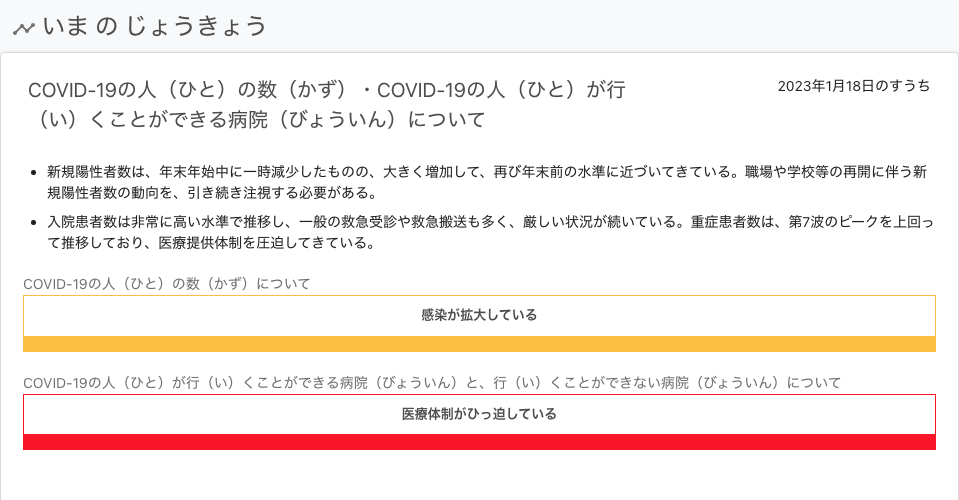 いま の じょうきょう
COVID-19の人（ひと）の数（かず）・COVID-19の人（ひと）が行
（い）くことができる病院（びょういん）について
2023年1月18日のすうち
新規陽性者数は、年末年始中に一時減少したものの、大きく増加して、再び年末前の水準に近づいてきている。職場や学校等の再開に伴う新
規陽性者数の動向を、引き続き注視する必要がある。
入院患者数は非常に高い水準で推移し、一般の救急受診や救急搬送も多く、厳しい状況が続いている。重症患者数は、第7波のピークを上回っ
て推移しており、医療提供体制を圧迫してきている。
COVID-19の人（ひと）の数（かず）について
感染が拡大している
COVID-19の人（ひと）が行（い）くことができる病院（びょういん）と、行（い）くことができない病院（びょういん）について
医療体制がひっ迫している